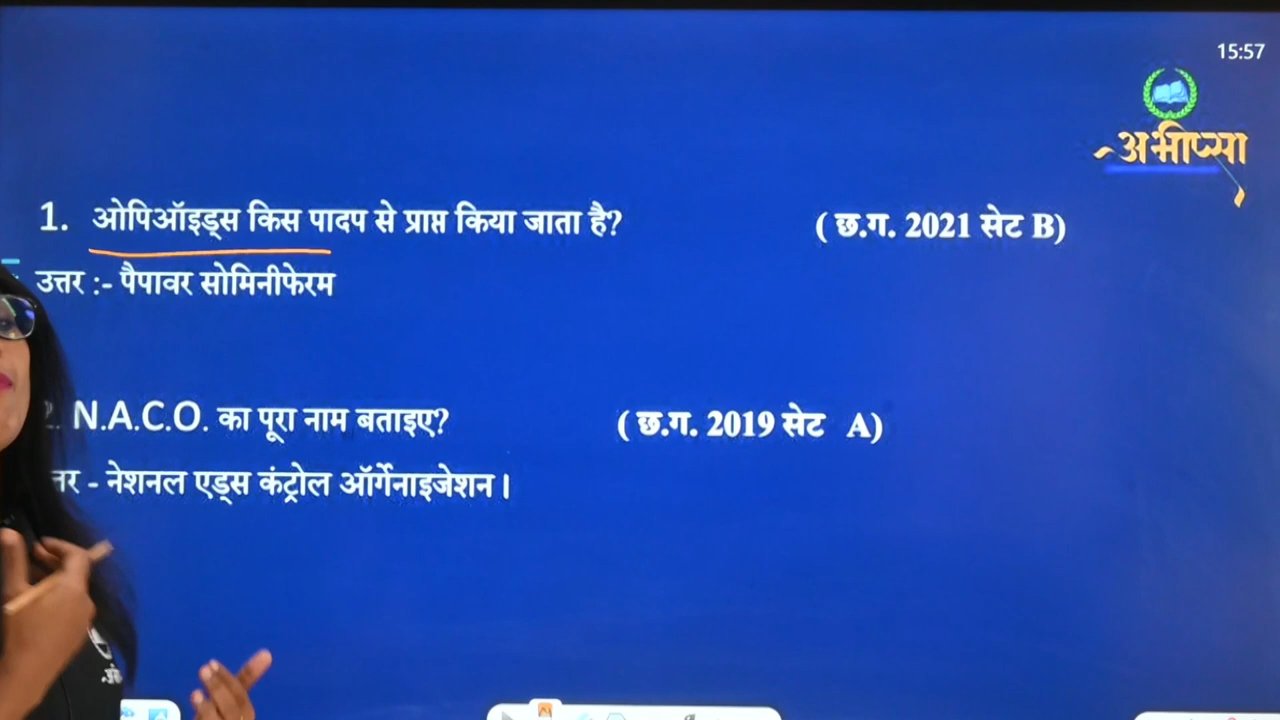 15:57
अभीप्सा
1. ओपिऑइड्स किस पादप से प्राप्त किया जाता है? ( छ.ग. 2021 सेट B)
उत्तर :- पैपावर सोमिनीफेरम
2. N.A.C.O. का पूरा नाम बताइए? ( छ.ग. 2019 सेट A)
- नेशनल एड्स कंट्रोल ऑर्गेनाइजेशन ।